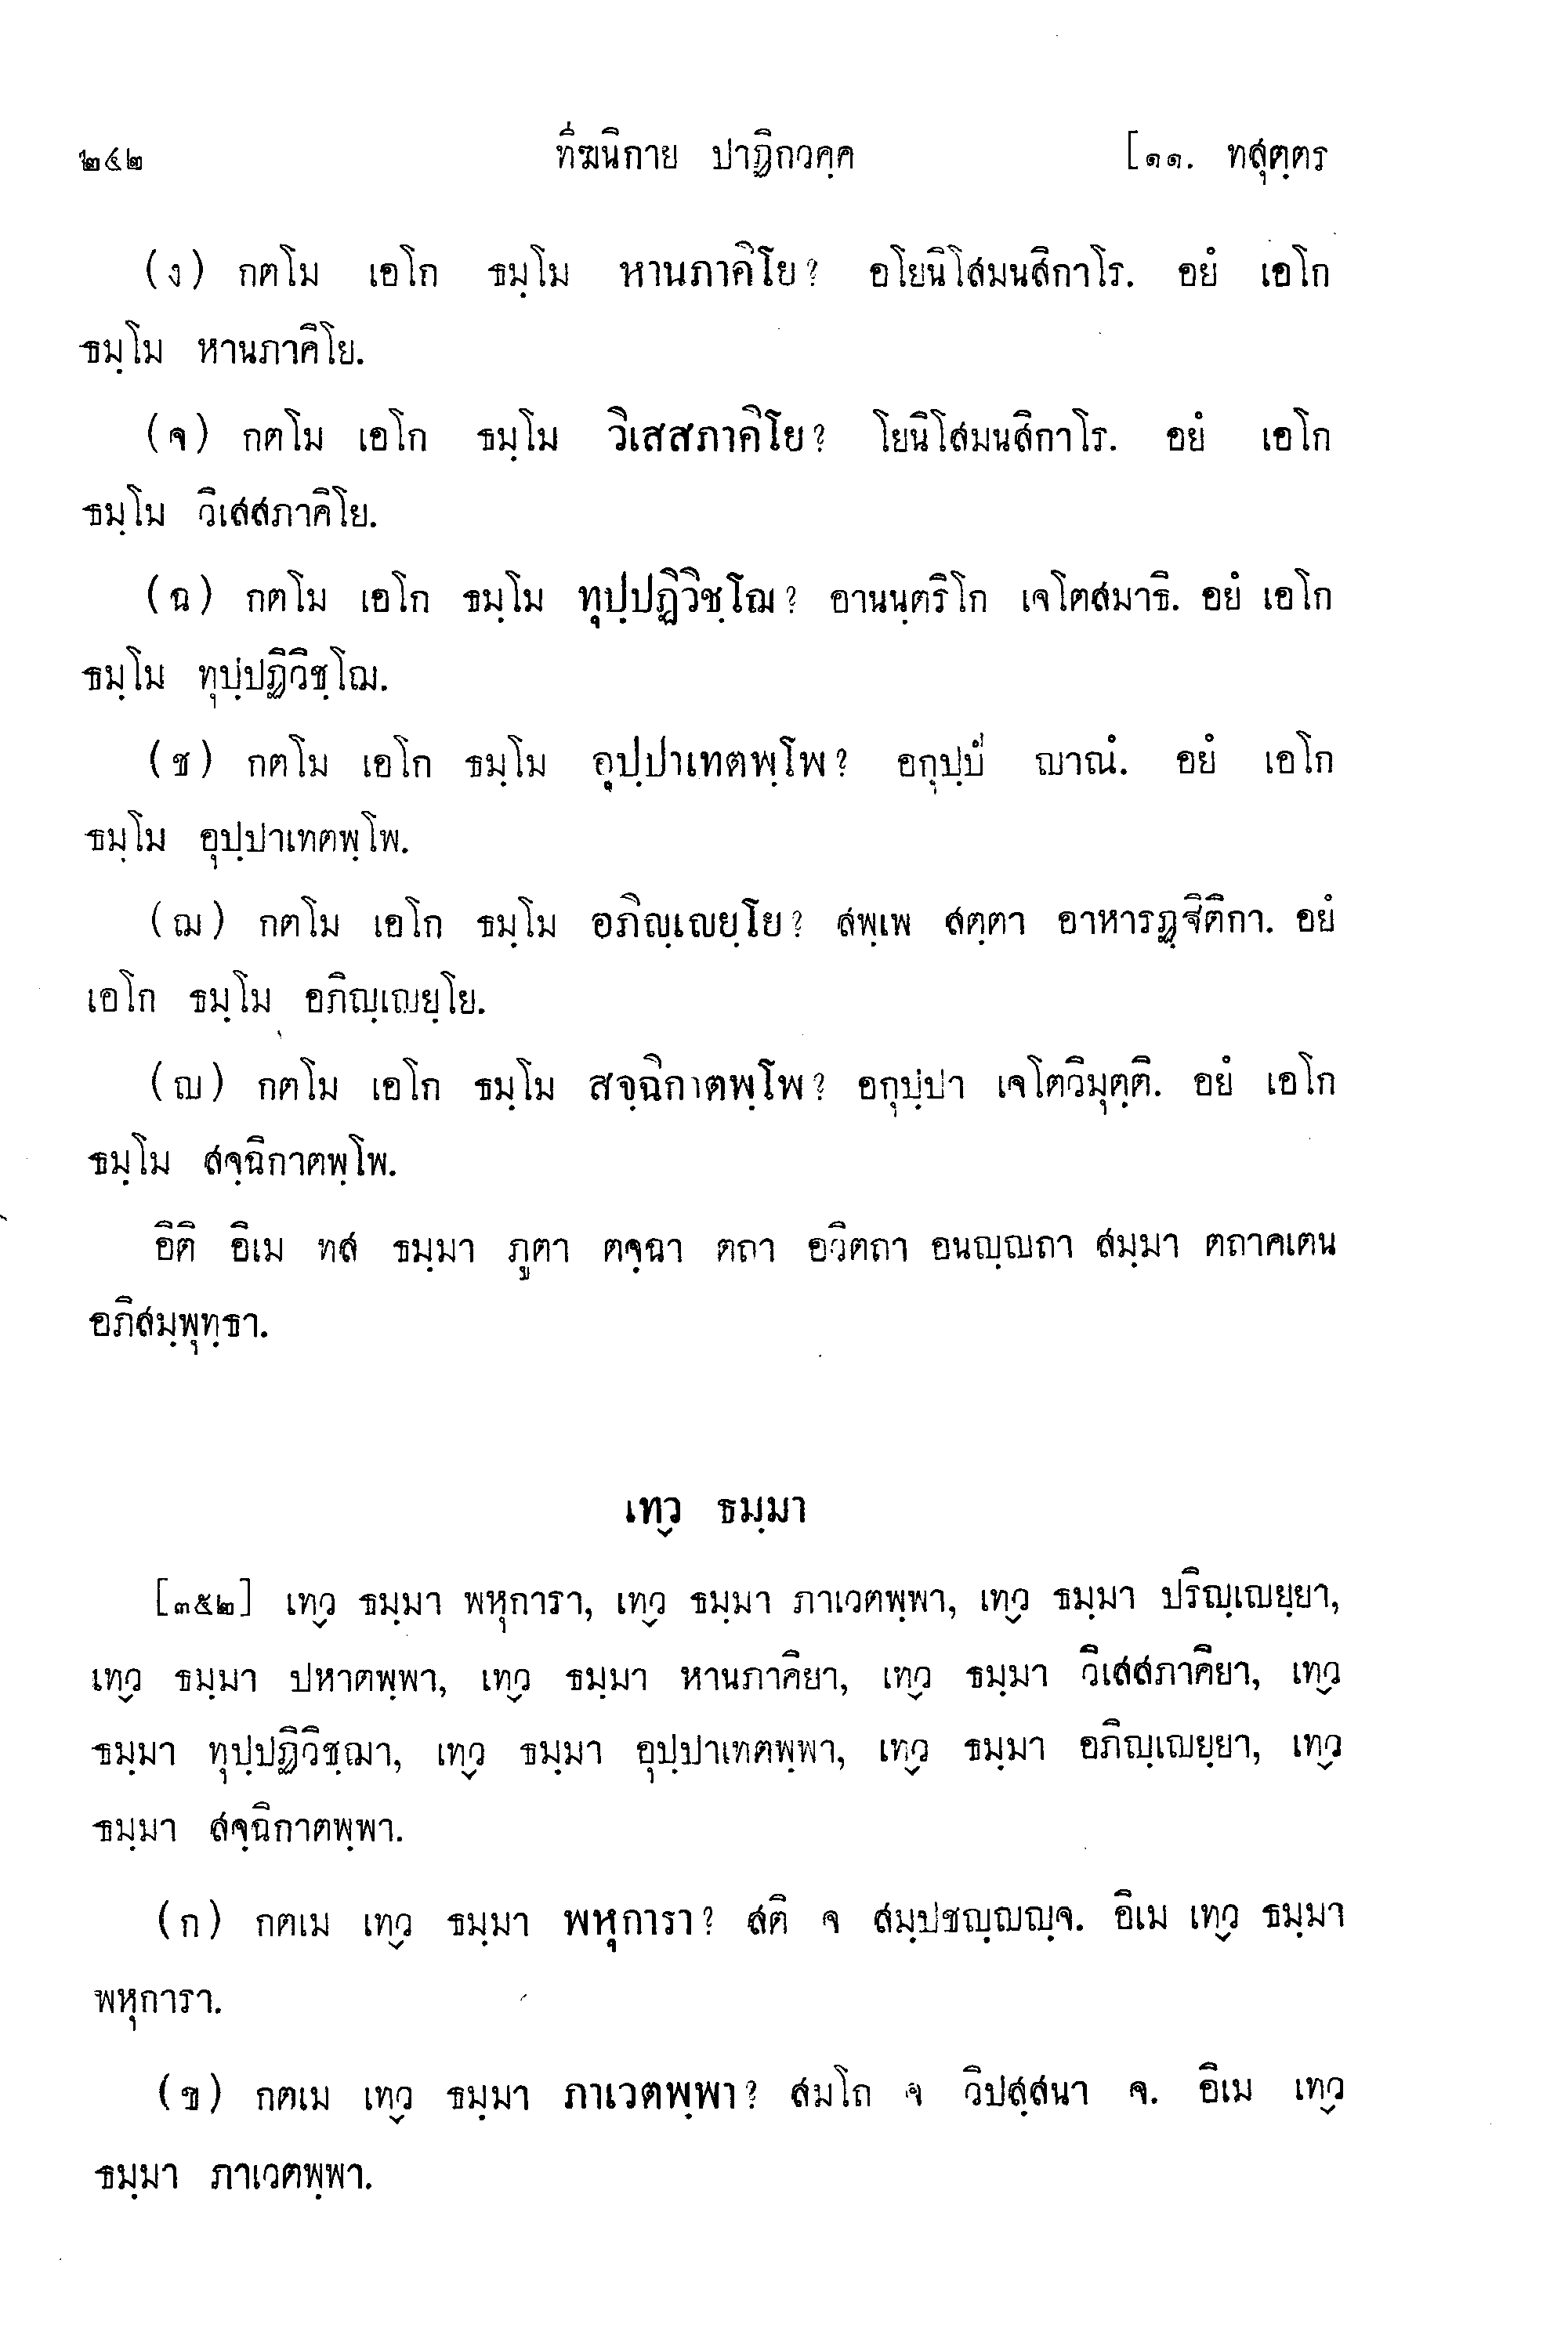 ๒๕๒ ทีฆนิกาย ปาฏิกวคฺค [๑๑. ทสุตฺตร
(ง) กตโม เอโก ธมฺโม หานภาคิโย? อโยนิโสมนสิกาโร. อยํ เอโก
ธมฺโม หานภาคิโย.
(จ) กตโม เอโก ธมฺโม วิเสสภาคิโย? โยนิโสมนสิกาโร. อยํ เอโก
ธมฺโม วิเสสภาคิโย.
(ฉ) กตโม เอโก ธมฺโม ทุปฺปฏิวิชฺโฌ? อานนฺตริโก เจโตสมาธิ. อยํ เอโก
ธมฺโม ทุปฺปฏิวิชฺโฌ.
(ช) กตโม เอโก ธมฺโม อุปฺปาเทตพฺโพ? อกุปฺปํ ญาณํ. อยํ เอโก
ธมฺโม อุปฺปาเทตพฺโพ.
(ฌ) กตโม เอโก ธมฺโม อภิญฺเญยฺโย? สพฺเพ สตฺตา อาหารฏฺฐิติกา. อยํ
เอโก ธมฺโม อภิญฺเญยฺโย.
(ญ) กตโม เอโก ธมฺโม สจฺฉิกาตพฺโพ? อกุปฺปา เจโตวิมุตฺติ. อยํ เอโก
ธมฺโม สจฺฉิกาตพฺโพ.
อิติ อิเม ทส ธมฺมา ภูตา ตจฺฉา ตถา อวิตถา อนญฺญถา สมฺมา ตถาคเตน
อภิสมฺพุทฺธา.
เทฺว ธมฺมา
[๓๕๒] เทฺว ธมฺมา พหุการา, เทฺว ธมฺมา ภาเวตพฺพา, เทฺว ธมฺมา ปริญฺเญยฺยา,
เทฺว ธมฺมา ปหาตพฺพา, เทฺว ธมฺมา หานภาคิยา, เทฺว ธมฺมา วิเสสภาคิยา, เทฺว
ธมฺมา ทุปฺปฏิวิชฺฌา, เทฺว ธมฺมา อุปฺปาเทตพฺพา, เทฺว ธมฺมา อภิญฺเญยฺยา, เทฺว
ธมฺมา สจฺฉิกาตพฺพา.
(ก) กตเม เทฺว ธมฺมา พหุการา? สติ จ สมฺปชญฺญญฺจ. อิเม เทฺว ธมฺมา
พหุการา.
(ข) กตเม เทฺว ธมฺมา ภาเวตพฺพา? สมโถ จ วิปสฺสนา จ. อิเม เทฺว
ธมฺมา ภาเวตพฺพา.